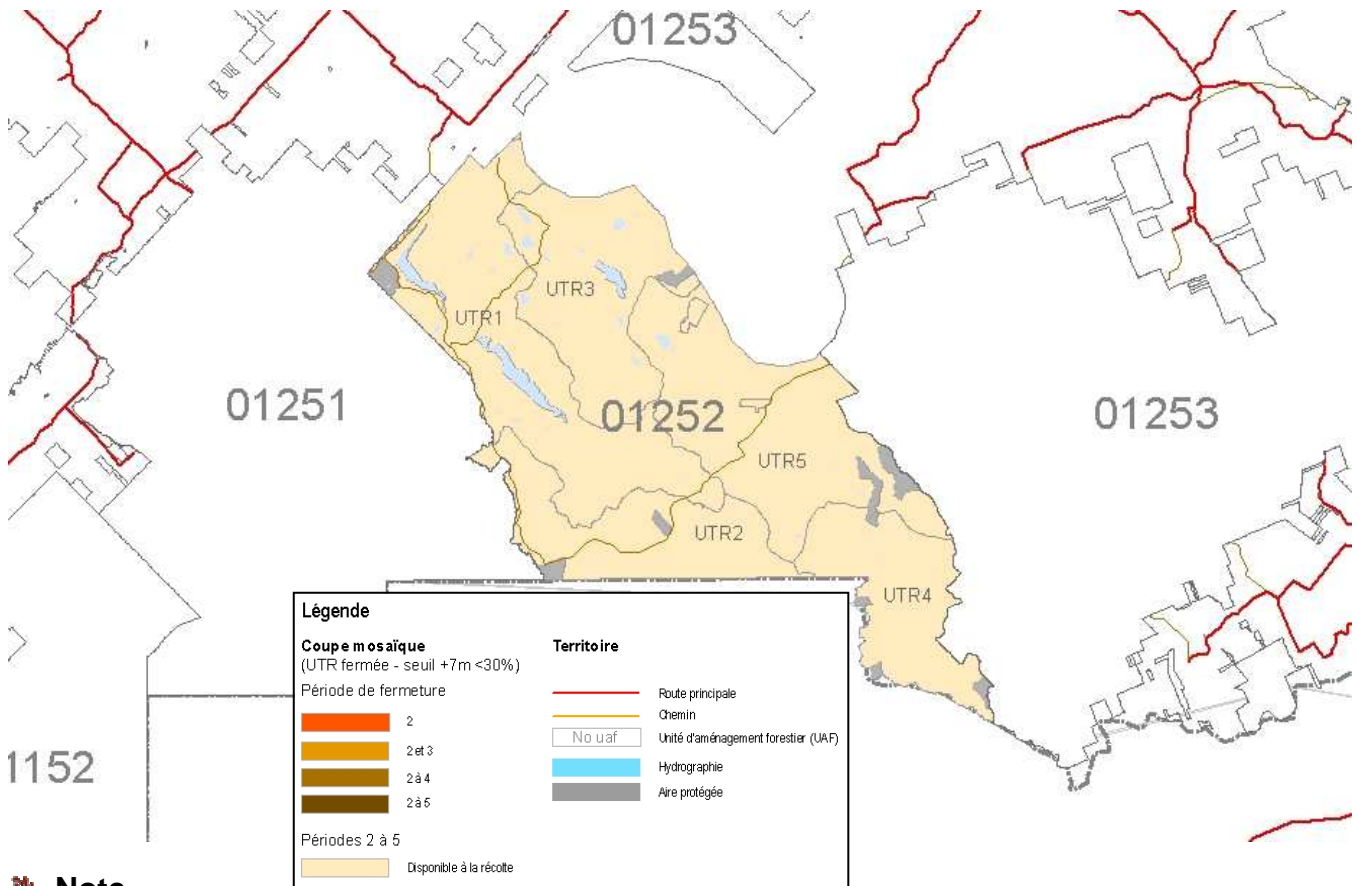 01253
UTR3
UTR1
01251
01252
01253
UTR5
UTR2
UTR4
1152
Légende
Coupe mosaïque
(UTR fermée - seuil +7m <30%)
Période de fermeture
2
2 et 3
2 à 4
2 à 5
Périodes 2 à 5
Disponible à la récolte
Territoire
Route principale
Chemin
No uaf Unité d'aménagement forestier (UAF)
Hydrographie
Aire protégée
Note